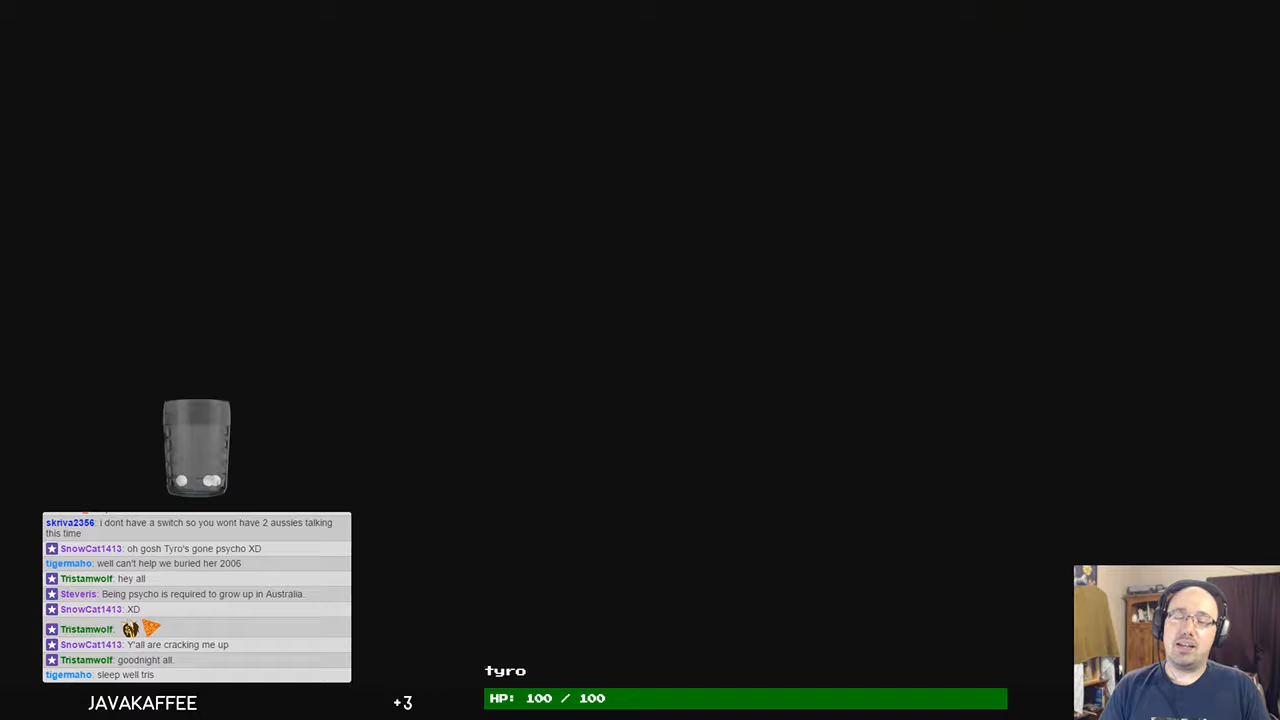 skriva2356: i dont have a switch so you wont have 2 aussies talking
this time
SnowCat1413: oh gosh Tyro's gone psycho XD
tigermaho: well can't help we buried her 2006
Tristamwolf: hey all
Steveris: Being psycho is required to grow up in Australia.
SnowCat1413: XD
Tristamwolf:
SnowCat1413: Y'all are cracking me up
Tristamwolf: goodnight all.
tigermaho: sleep well tris
JAVAKAFFEE +3
tyro
HP: 100 / 100